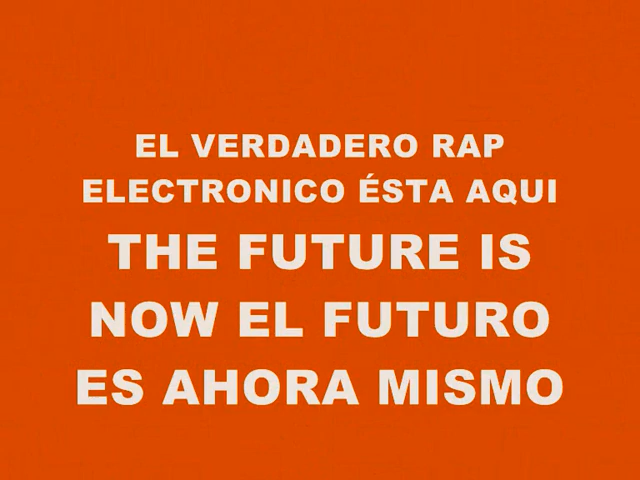 EL VERDADERO RAP
ELECTRONICO ÉSTA AQUI
THE FUTURE IS
NOW EL FUTURO
ES AHORA MISMO